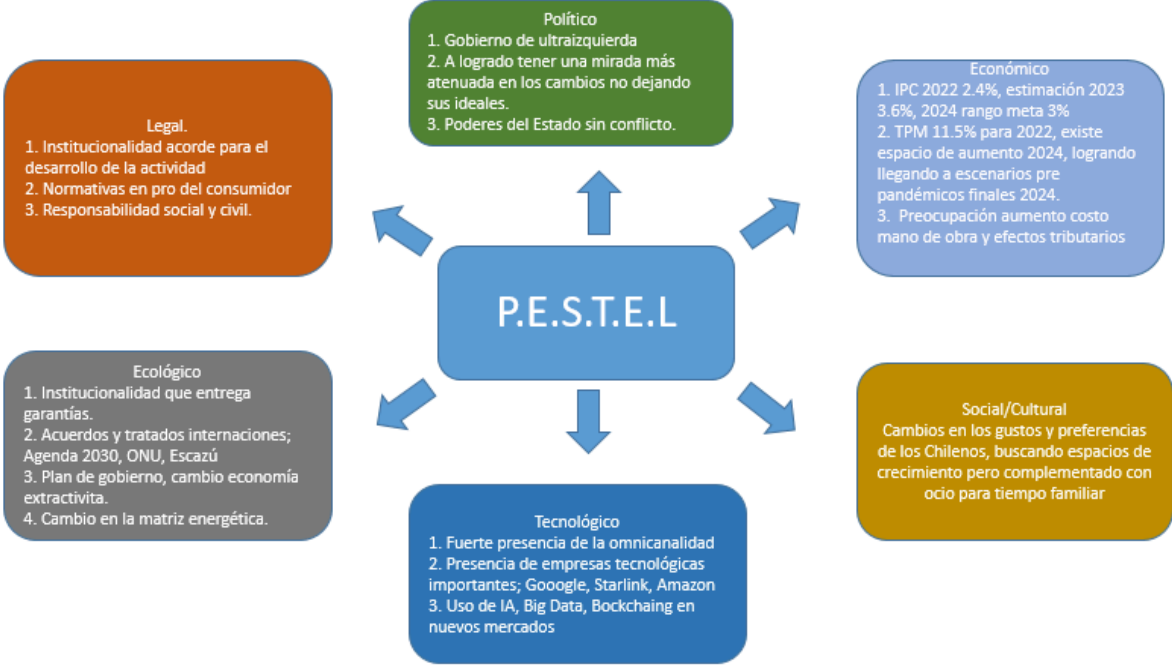 Político
1. Gobierno de ultraizquierda
2. A logrado tener una mirada más
atenuada en los cambios no dejando
sus ideales.
3. Poderes del Estado sin conflicto.
Legal.
1. Institucionalidad acorde para el
desarrollo de la actividad
2. Normativas en pro del consumidor
3. Responsabilidad social y civil.
Económico
1. IPC 2022 2.4%, estimación 2023
3.6%, 2024 rango meta 3%
2. TPM 11.5% para 2022, existe
espacio de aumento 2024, logrando
llegando a escenarios pre
pandémicos finales 2024.
3. Preocupación aumento costo
mano de obra y efectos tributarios
P.E.S.T.E.L
Ecológico
1. Institucionalidad que entrega
garantías.
2. Acuerdos y tratados internaciones;
Agenda 2030, ONU, Escazú
3. Plan de gobierno, cambio economía
extractivita.
4. Cambio en la matriz energética.
Social/Cultural
Cambios en los gustos y preferencias
de los Chilenos, buscando espacios de
crecimiento pero complementado con
ocio para tiempo familiar
Tecnológico
1. Fuerte presencia de la omnicanalidad
2. Presencia de empresas tecnológicas
importantes; Gooogle, Starlink, Amazon
3. Uso de IA, Big Data, Bockchaing en
nuevos mercados